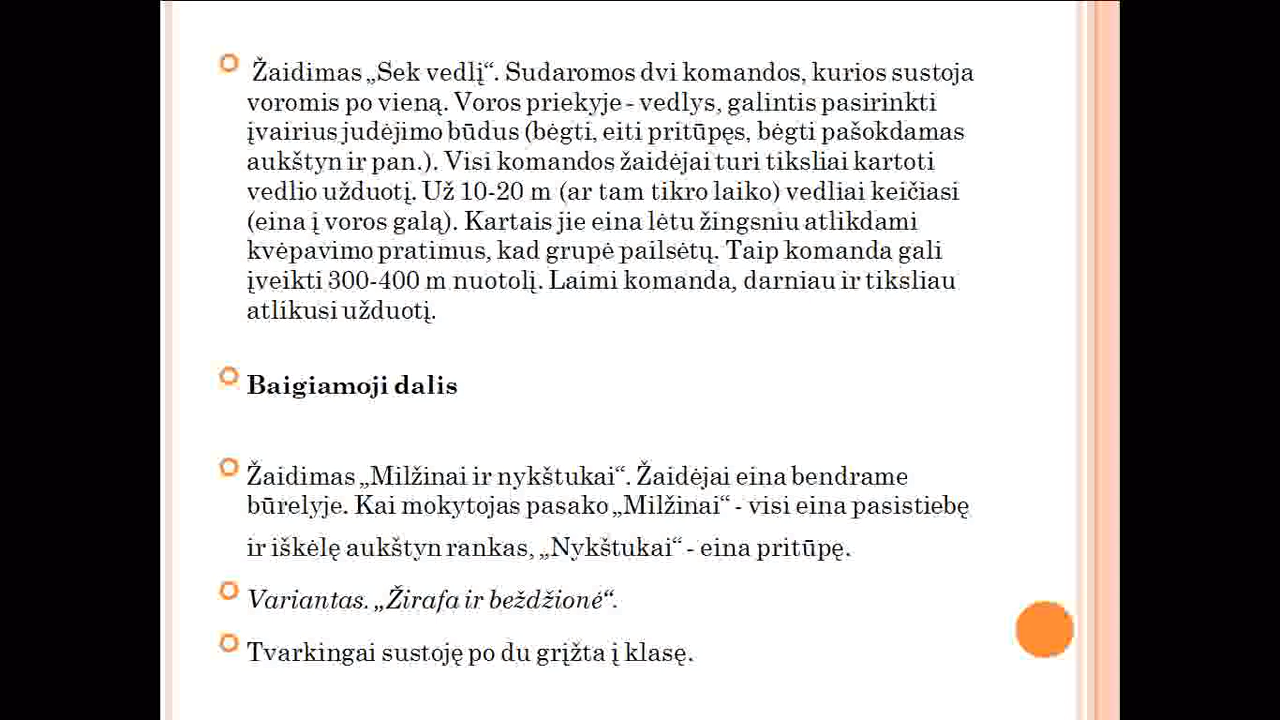 Žaidimas „Sek vedlį“. Sudaromos dvi komandos, kurios sustoja
voromis po vieną. Voros priekyje - vedlys, galintis pasirinkti
įvairius judėjimo būdus (bėgti, eiti pritūpęs, bėgti pašokdamas
aukštyn ir pan.). Visi komandos žaidėjai turi tiksliai kartoti
vedlio užduotį. Už 10-20 m (ar tam tikro laiko) vedliai keičiasi
(eina į voros galą). Kartais jie eina lėtu žingsniu atlikdami
kvėpavimo pratimus, kad grupė pailsėtų. Taip komanda gali
įveikti 300-400 m nuotolį. Laimi komanda, darniau ir tiksliau
atlikusi užduotį.
Baigiamoji dalis
Žaidimas „Milžinai ir nykštukai“. Žaidėjai eina bendrame
būrelyje. Kai mokytojas pasako „Milžinai“ - visi eina pasistiebę
ir iškėlę aukštyn rankas, „Nykštukai“ - eina pritūpę.
Variantas. „Žirafa ir beždžionė“.
Tvarkingai sustoję po du grįžta į klasę.